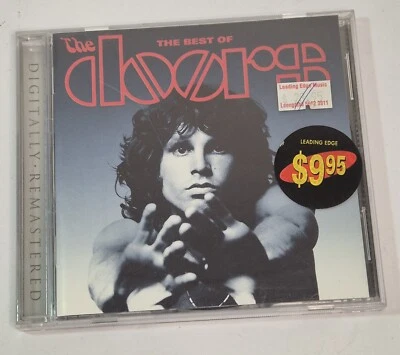 THE BEST OF
The
doors
Leading Edge Music
LEADING EDGE
$9.95
DIGITALLY·REMASTERED